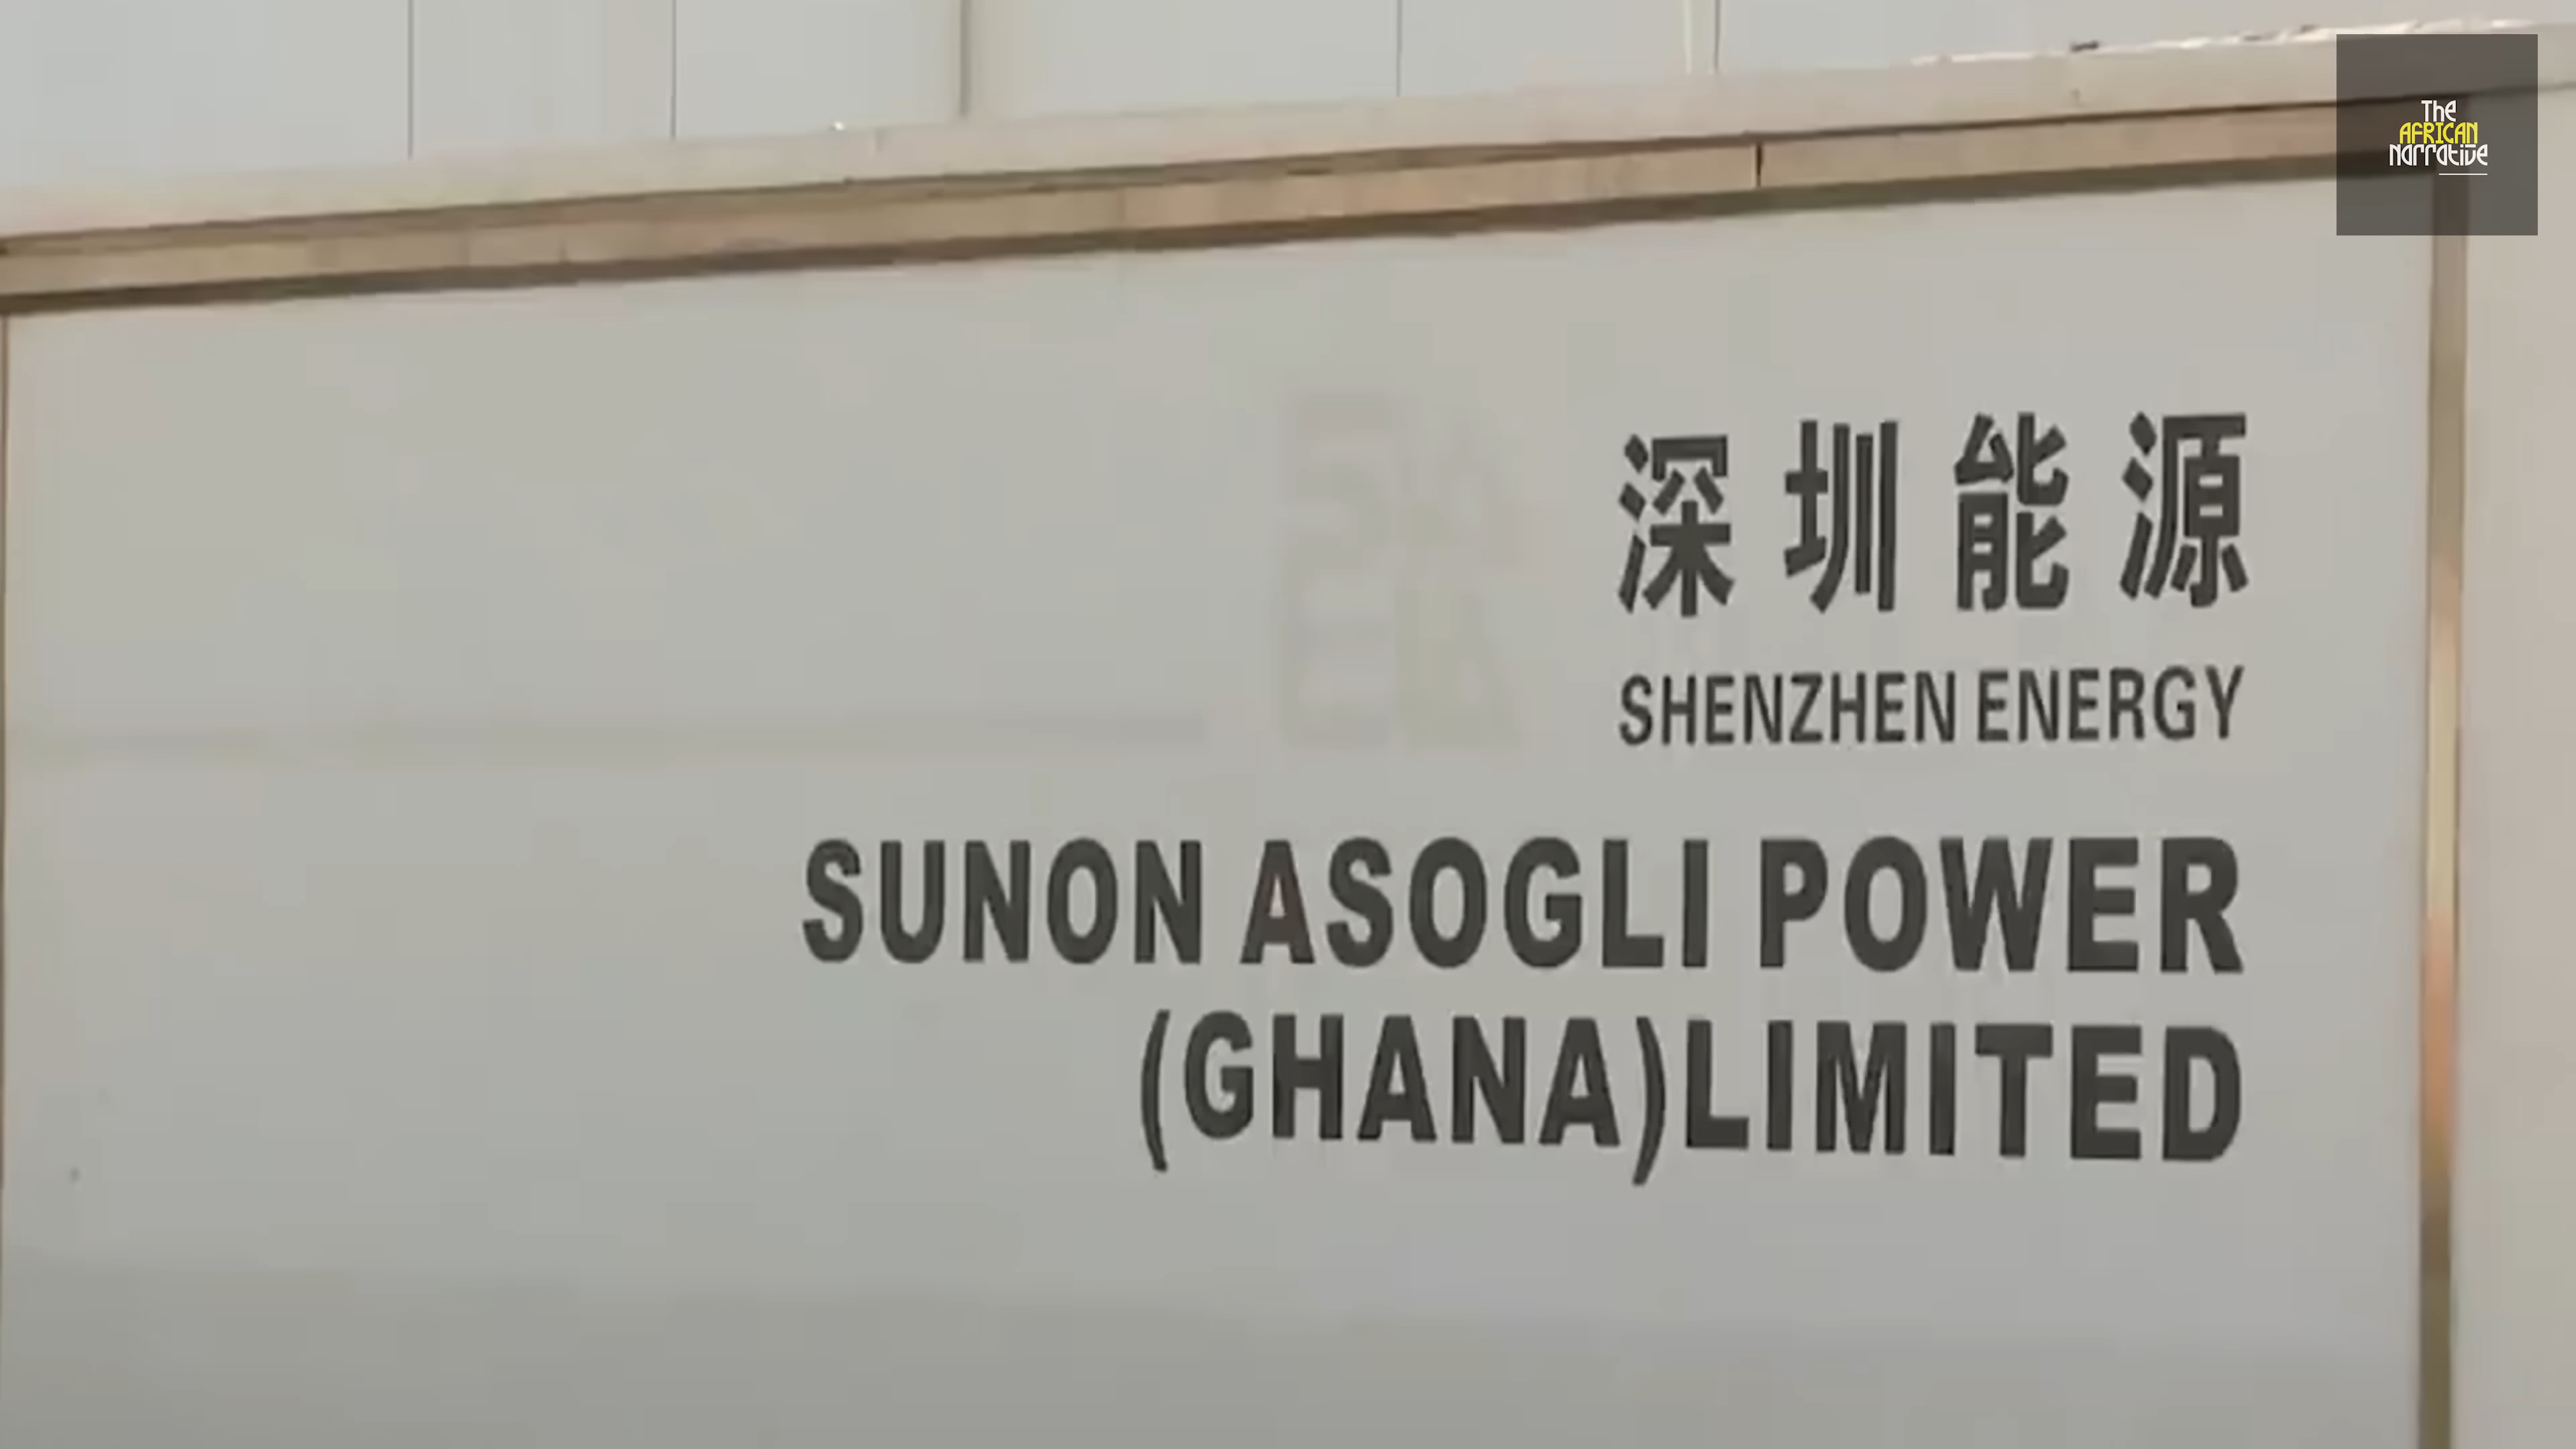 The
AFRICAN
Narrative
深圳能源
SHENZHEN ENERGY
SUNON ASOGLI POWER
(GHANA)LIMITED